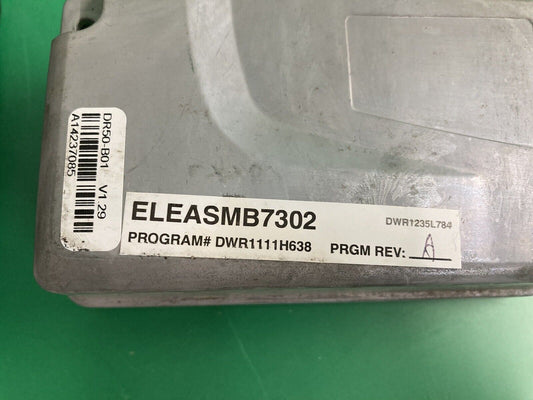 DR50-B01 V1.29
A14237085
ELEASMB7302
DWR1235L784
PROGRAM# DWR1111H638 PRGM REV: A